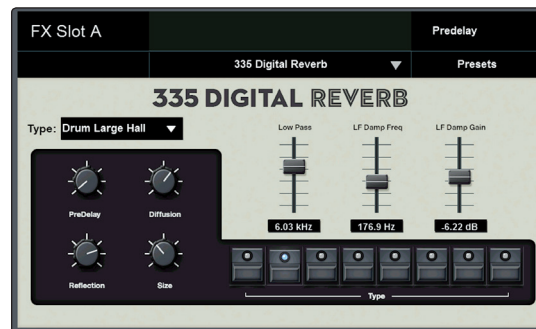 FX Slot A
Predelay
335 Digital Reverb
Presets
335 DIGITAL REVERB
Type: Drum Large Hall
Low Pass
LF Damp Freq
LF Damp Gain
PreDelay
Diffusion
6.03 kHz
176.9 Hz
-6.22 dB
Reflection
Size
Type